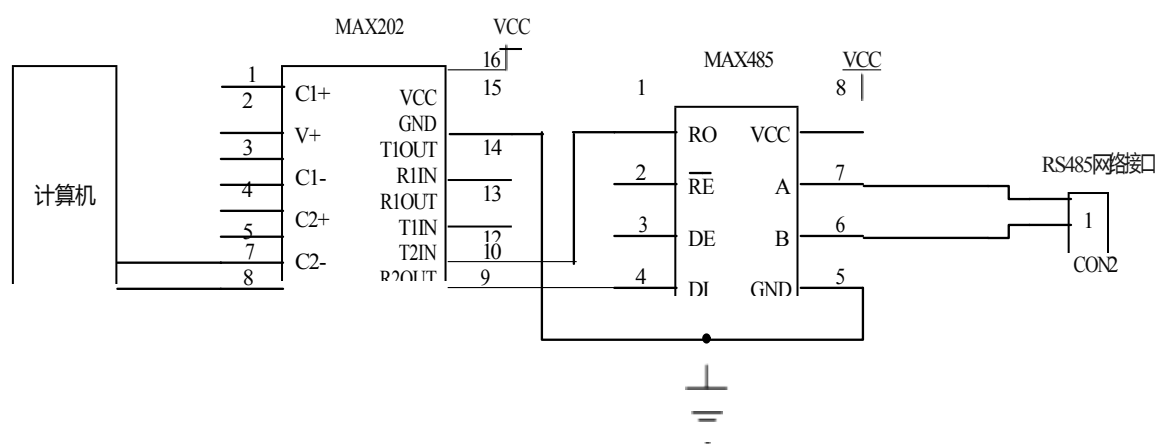 MAX202
VCC
MAX485
VCC
RS485网络接口
计算机
1
2
3
4
5
7
8
C1+
V+
C1-
C2+
C2-
VCC
GND
T1OUT
R1IN
R1OUT
T1IN
T2IN
R2OUT
16
15
14
13
12
10
9
1
2
3
4
RO
RE
DE
DI
VCC
A
B
GND
8
7
6
5
1
CON2